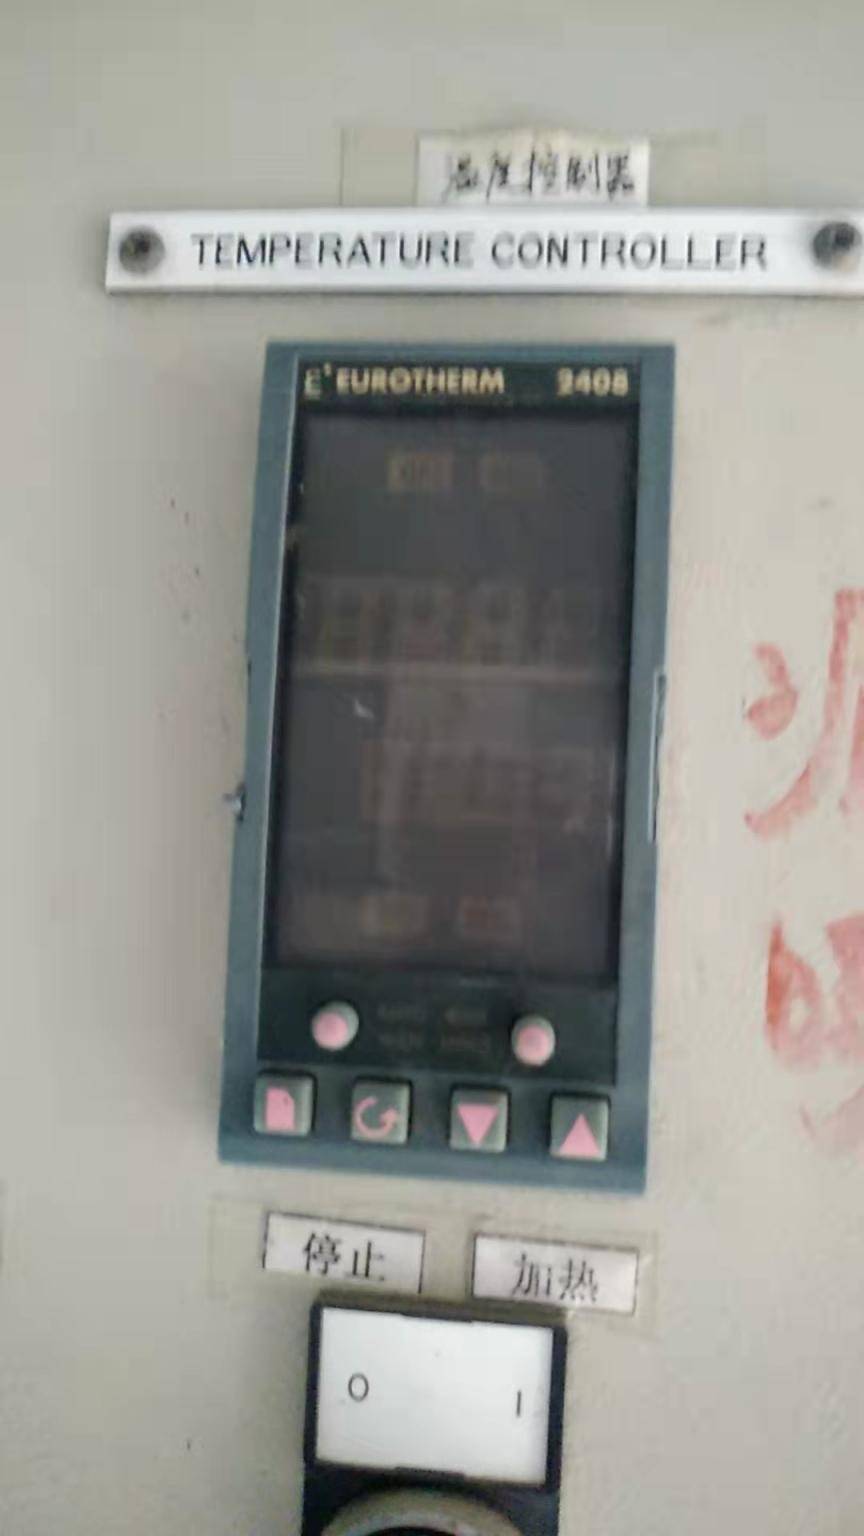 温度控制器
TEMPERATURE CONTROLLER
EUROTHERM 2408
停止 加热
O I